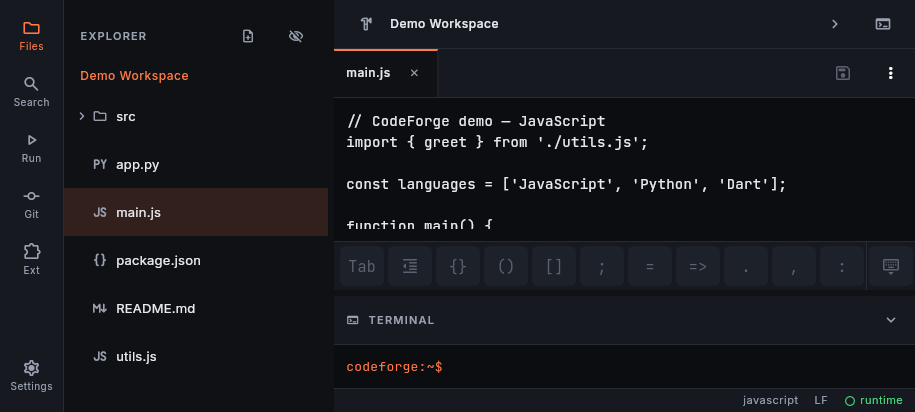 Files
Search
Run
Git
Ext
Settings
EXPLORER
Demo Workspace
src
PY app.py
JS main.js
{} package.json
M↓ README.md
JS utils.js
Demo Workspace
main.js ×
// CodeForge demo — JavaScript
import { greet } from './utils.js';
const languages = ['JavaScript', 'Python', 'Dart'];
function main() {
Tab {} () [] ; = => . , :
TERMINAL
codeforge:~$
javascript LF runtime